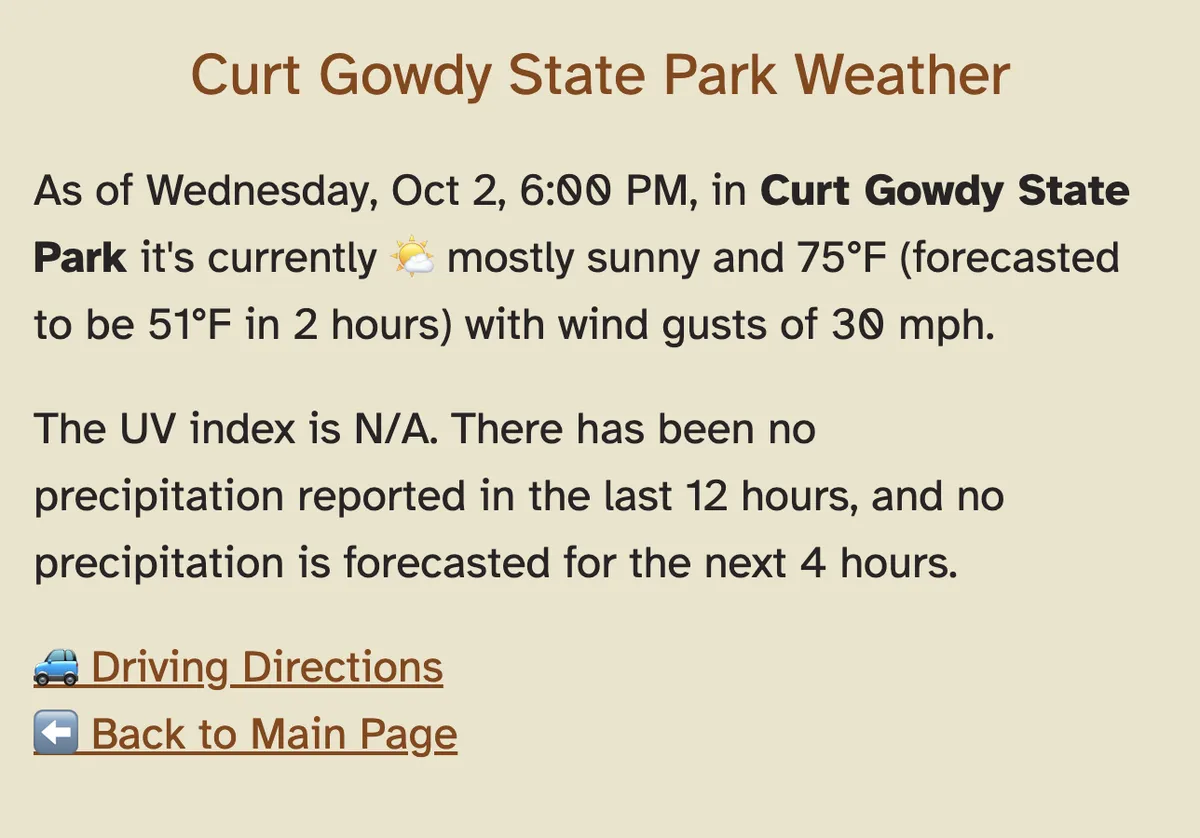 Curt Gowdy State Park Weather
As of Wednesday, Oct 2, 6:00 PM, in Curt Gowdy State
Park it's currently 🌤️ mostly sunny and 75°F (forecasted
to be 51°F in 2 hours) with wind gusts of 30 mph.
The UV index is N/A. There has been no
precipitation reported in the last 12 hours, and no
precipitation is forecasted for the next 4 hours.
🚙 Driving Directions
⬅️ Back to Main Page